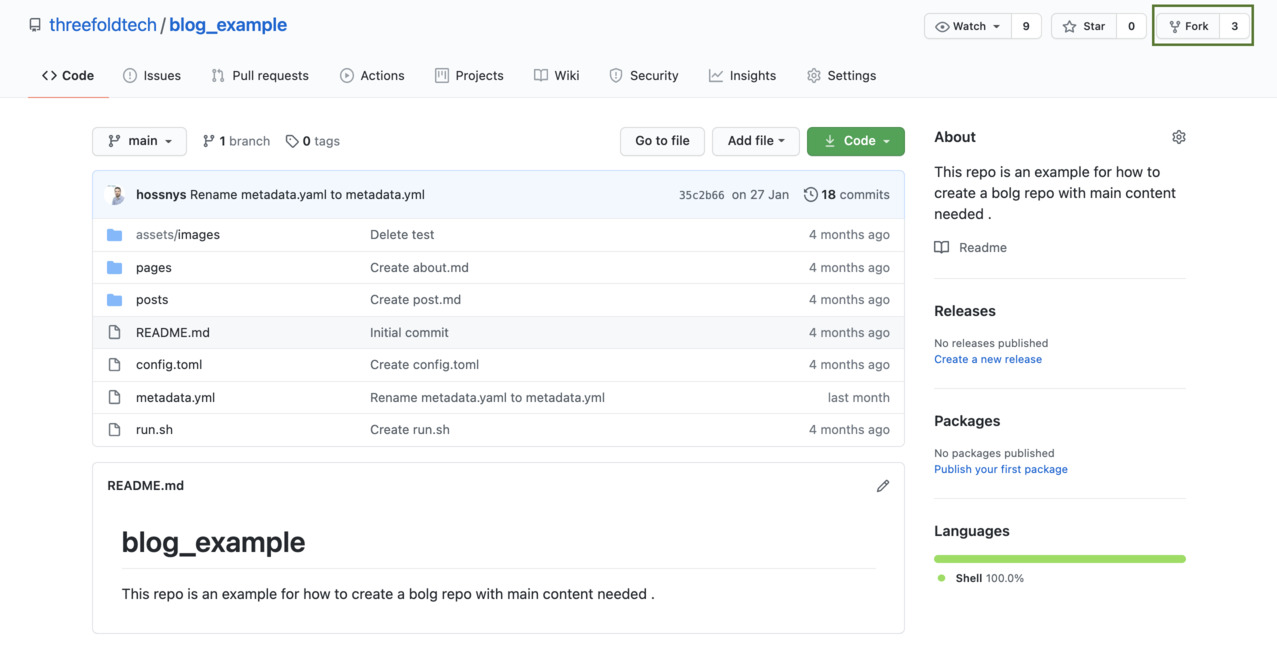 threefoldtech / blog_example
Watch 9 Star 0 Fork 3
Code Issues Pull requests Actions Projects Wiki Security Insights Settings
main 1 branch 0 tags Go to file Add file Code
hossnys Rename metadata.yaml to metadata.yml 35c2b66 on 27 Jan 18 commits
assets/images Delete test 4 months ago
pages Create about.md 4 months ago
posts Create post.md 4 months ago
README.md Initial commit 4 months ago
config.toml Create config.toml 4 months ago
metadata.yml Rename metadata.yaml to metadata.yml last month
run.sh Create run.sh 4 months ago
README.md
blog_example
This repo is an example for how to create a bolg repo with main content needed .
About
This repo is an example for how to
create a bolg repo with main content
needed .
Readme
Releases
No releases published
Create a new release
Packages
No packages published
Publish your first package
Languages
Shell 100.0%